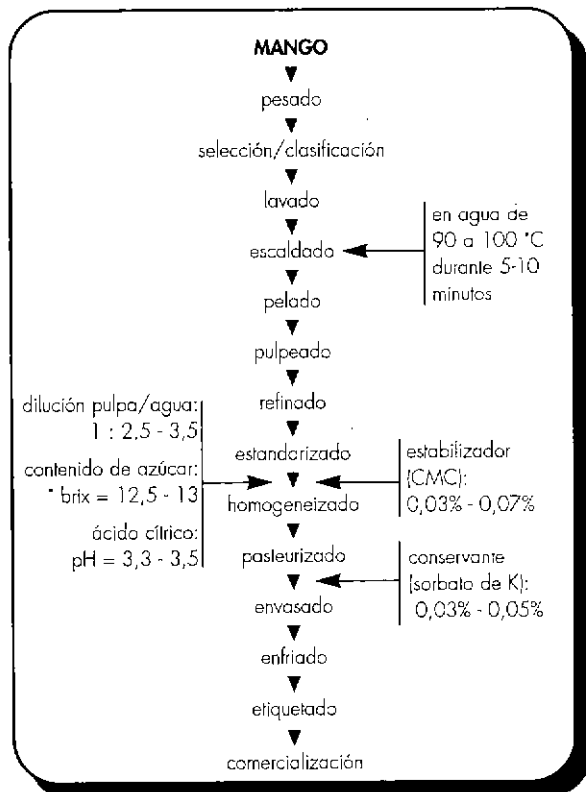 MANGO
pesado
selección/clasificación
lavado
escaldado
en agua de
90 a 100 °C
durante 5-10
minutos
pelado
pulpeado
refinado
dilución pulpa/agua:
1 : 2,5 - 3,5
contenido de azúcar:
° brix = 12,5 - 13
ácido cítrico:
pH = 3,3 - 3,5
estandarizado
estabilizador
(CMC):
0,03% - 0,07%
homogeneizado
pasteurizado
conservante
(sorbato de K):
0,03% - 0,05%
envasado
enfriado
etiquetado
comercialización